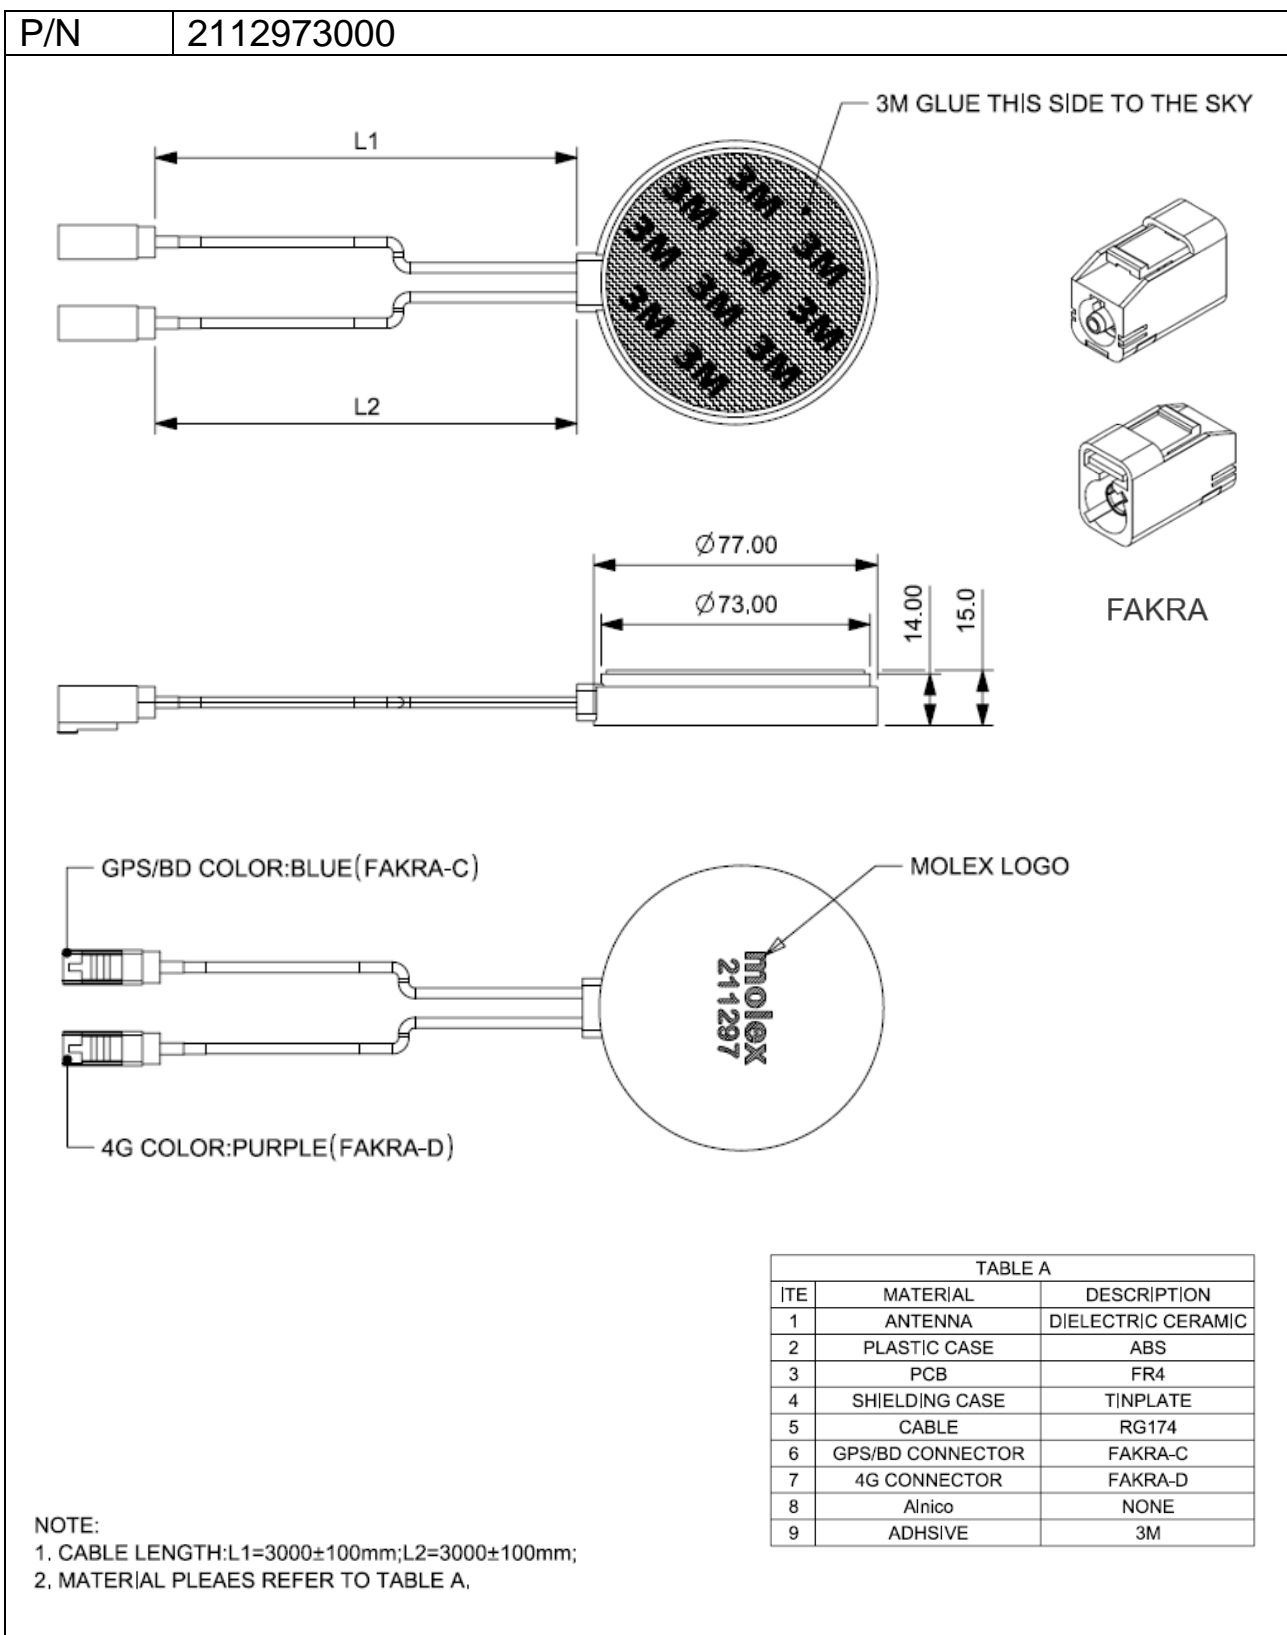 P/N 2112973000
3M GLUE THIS SIDE TO THE SKY
L1
3M 3M 3M 3M 3M 3M 3M 3M 3M 3M
L2
Ø77.00
Ø73,00
14.00
15.0
FAKRA
GPS/BD COLOR:BLUE(FAKRA-C)
MOLEX LOGO
molex
211297
4G COLOR:PURPLE(FAKRA-D)
TABLE A
ITE MATERIAL DESCRIPTION
1 ANTENNA DIELECTRIC CERAMIC
2 PLASTIC CASE ABS
3 PCB FR4
4 SHIELDING CASE TINPLATE
5 CABLE RG174
6 GPS/BD CONNECTOR FAKRA-C
7 4G CONNECTOR FAKRA-D
8 Alnico NONE
9 ADHSIVE 3M
NOTE:
1. CABLE LENGTH:L1=3000±100mm;L2=3000±100mm;
2, MATERIAL PLEAES REFER TO TABLE A,